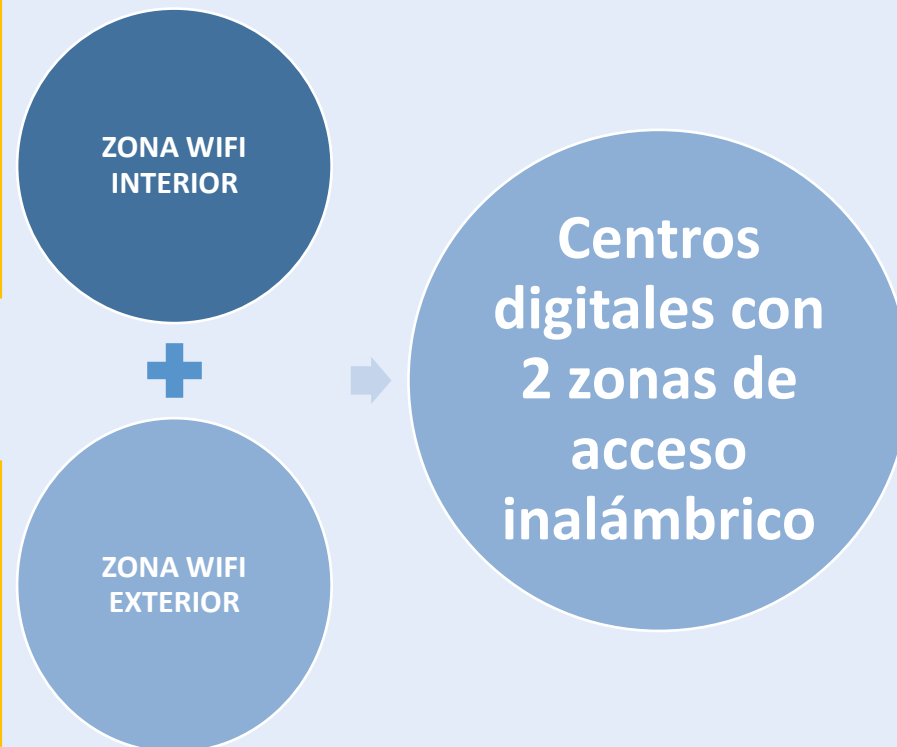 ZONA WIFI
INTERIOR
ZONA WIFI
EXTERIOR
Centros
digitales con
2 zonas de
acceso
inalámbrico